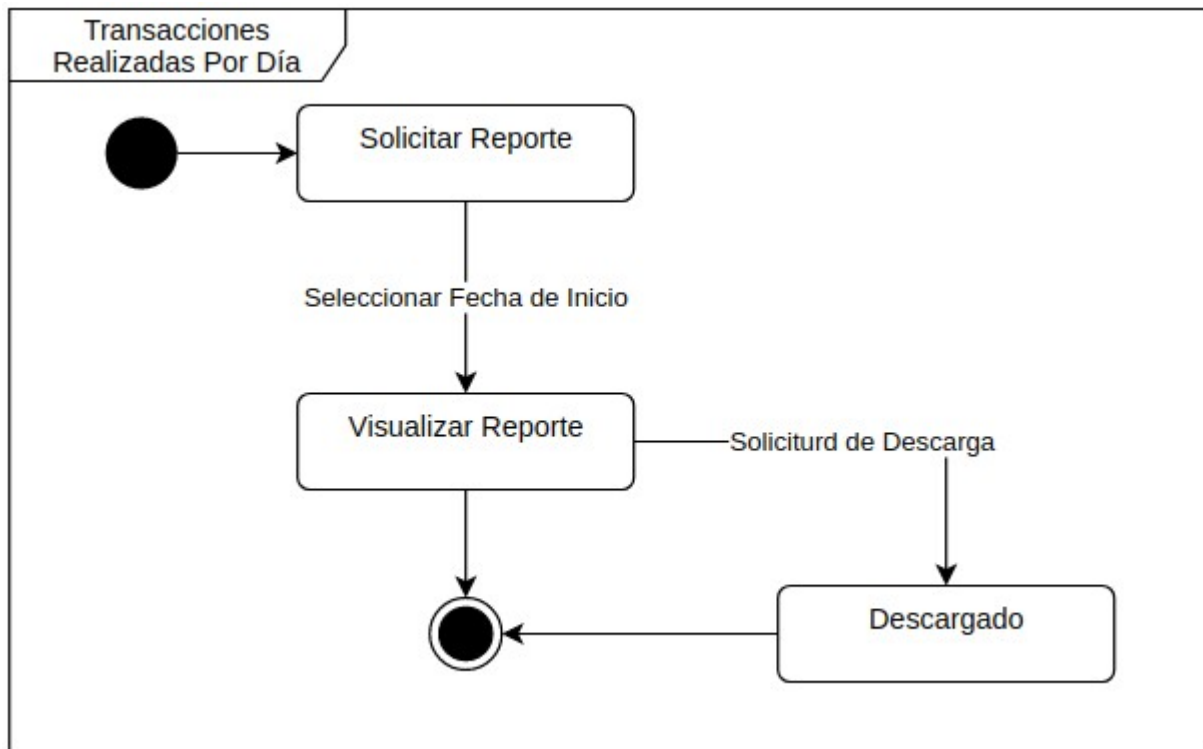 Transacciones
Realizadas Por Día
Solicitar Reporte
Seleccionar Fecha de Inicio
Visualizar Reporte
Soliciturd de Descarga
Descargado